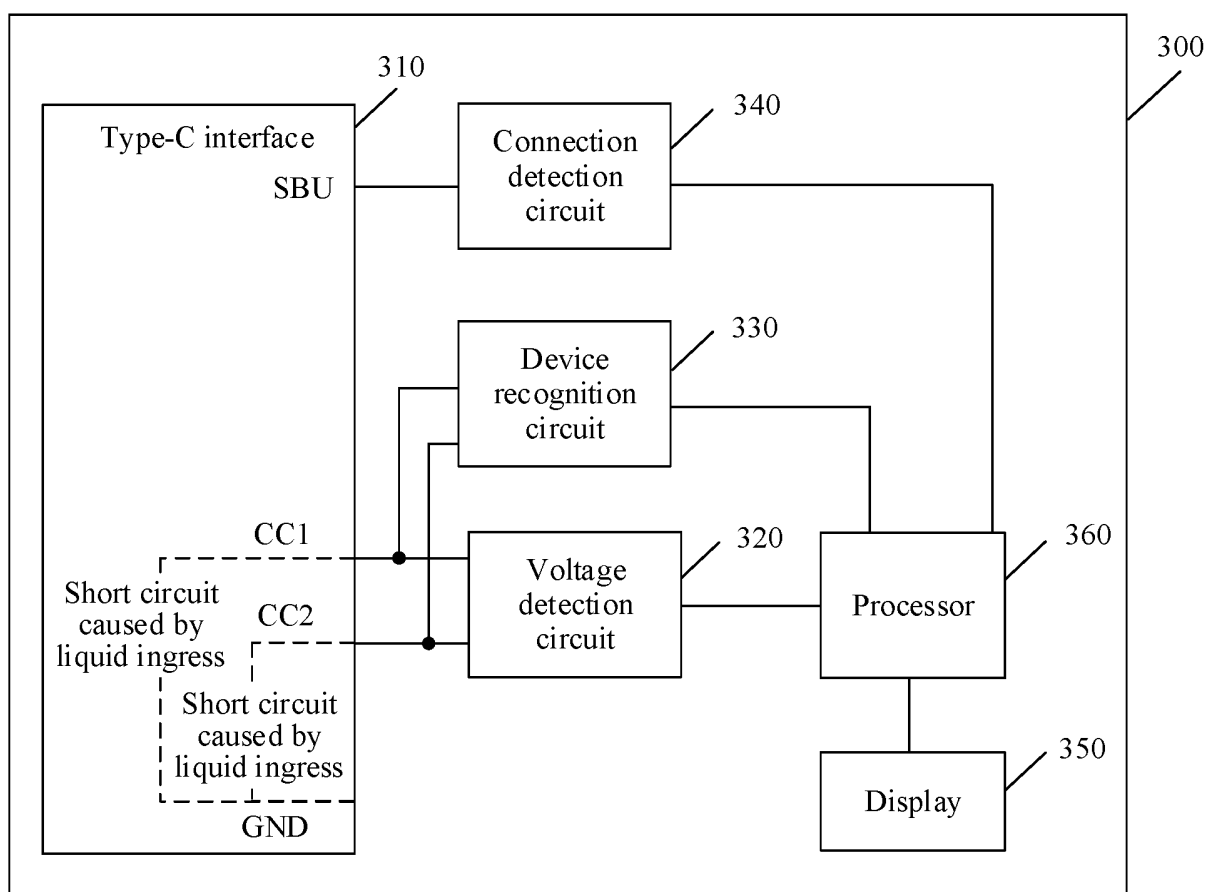 300
310
Type-C interface
SBU
340
Connection
detection
circuit
330
Device
recognition
circuit
CC1
Short circuit
caused by
liquid ingress
CC2
Short circuit
caused by
liquid ingress
GND
320
Voltage
detection
circuit
360
Processor
350
Display